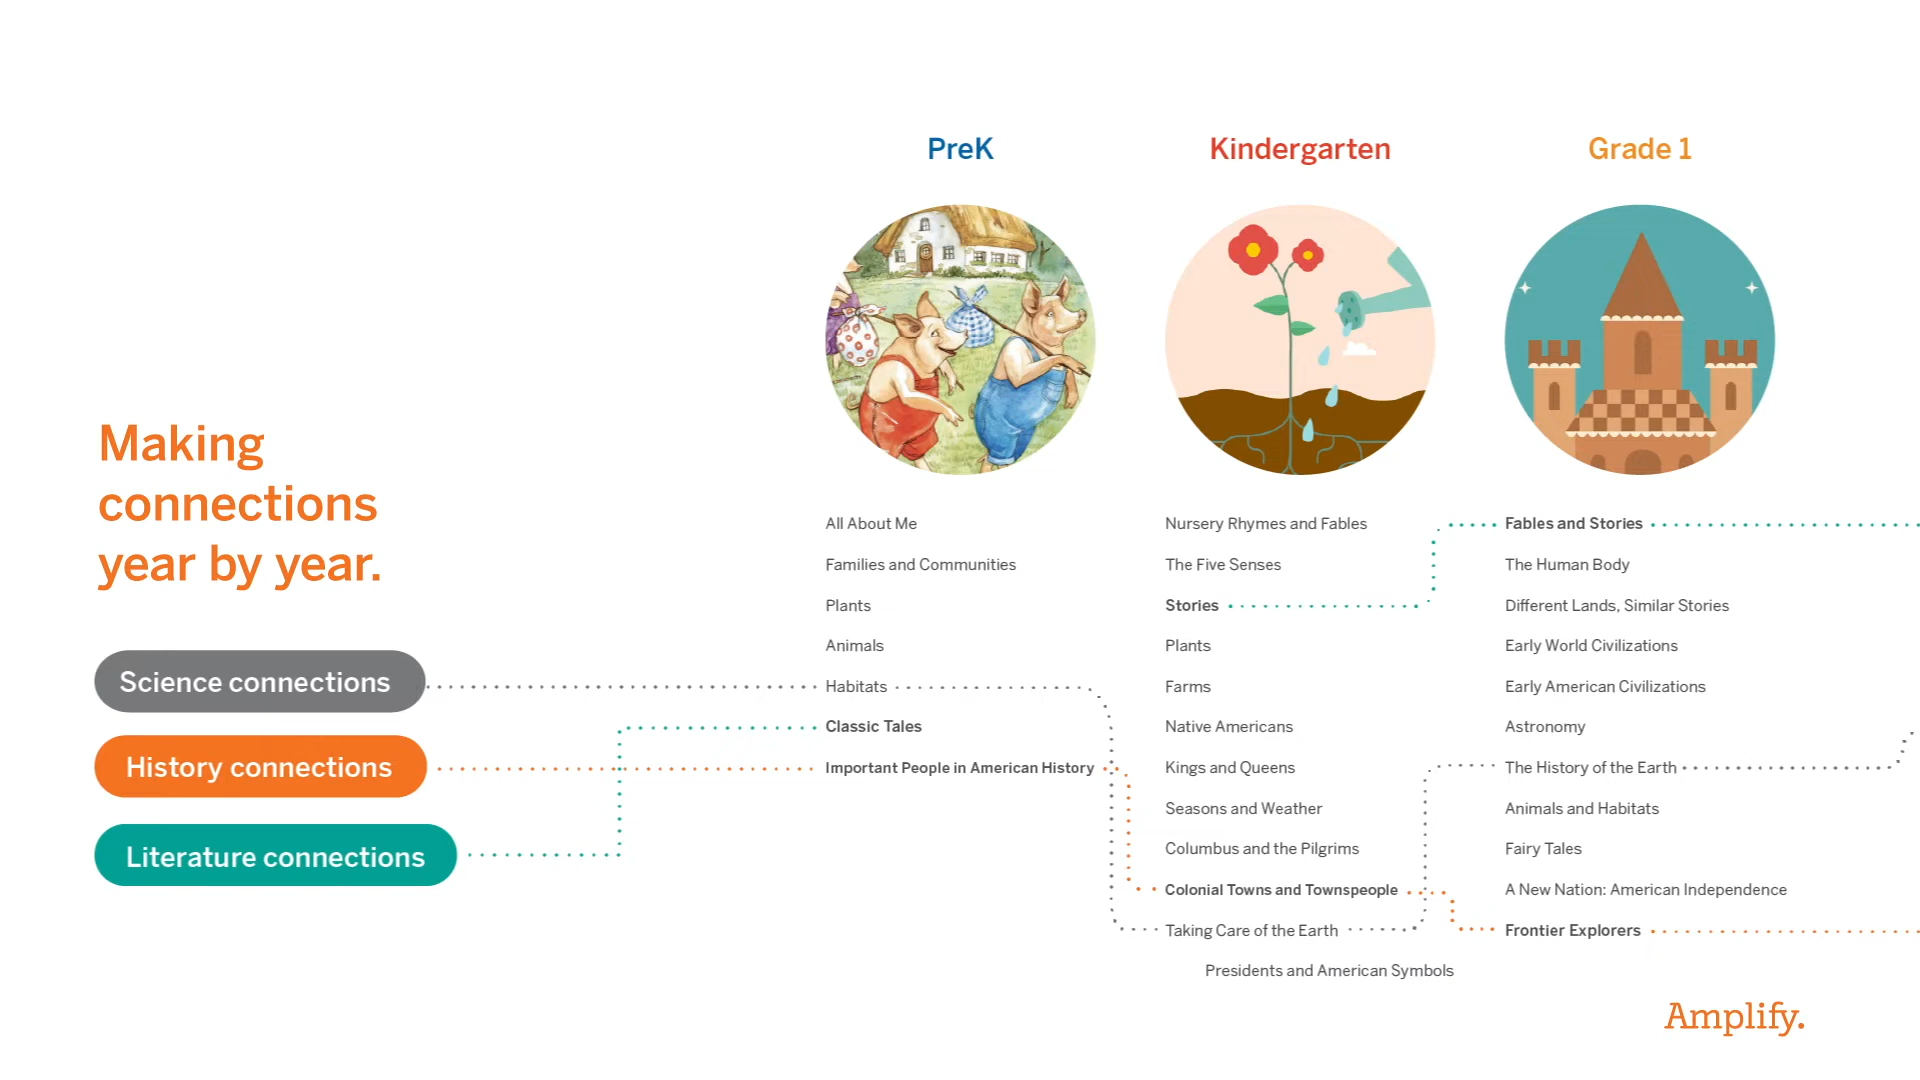 Making
connections
year by year.
Science connections
History connections
Literature connections
PreK
All About Me
Families and Communities
Plants
Animals
Habitats
Classic Tales
Important People in American History
Kindergarten
Nursery Rhymes and Fables
The Five Senses
Stories
Plants
Farms
Native Americans
Kings and Queens
Seasons and Weather
Columbus and the Pilgrims
Colonial Towns and Townspeople
Taking Care of the Earth
Presidents and American Symbols
Grade 1
Fables and Stories
The Human Body
Different Lands, Similar Stories
Early World Civilizations
Early American Civilizations
Astronomy
The History of the Earth
Animals and Habitats
Fairy Tales
A New Nation: American Independence
Frontier Explorers
Amplify.